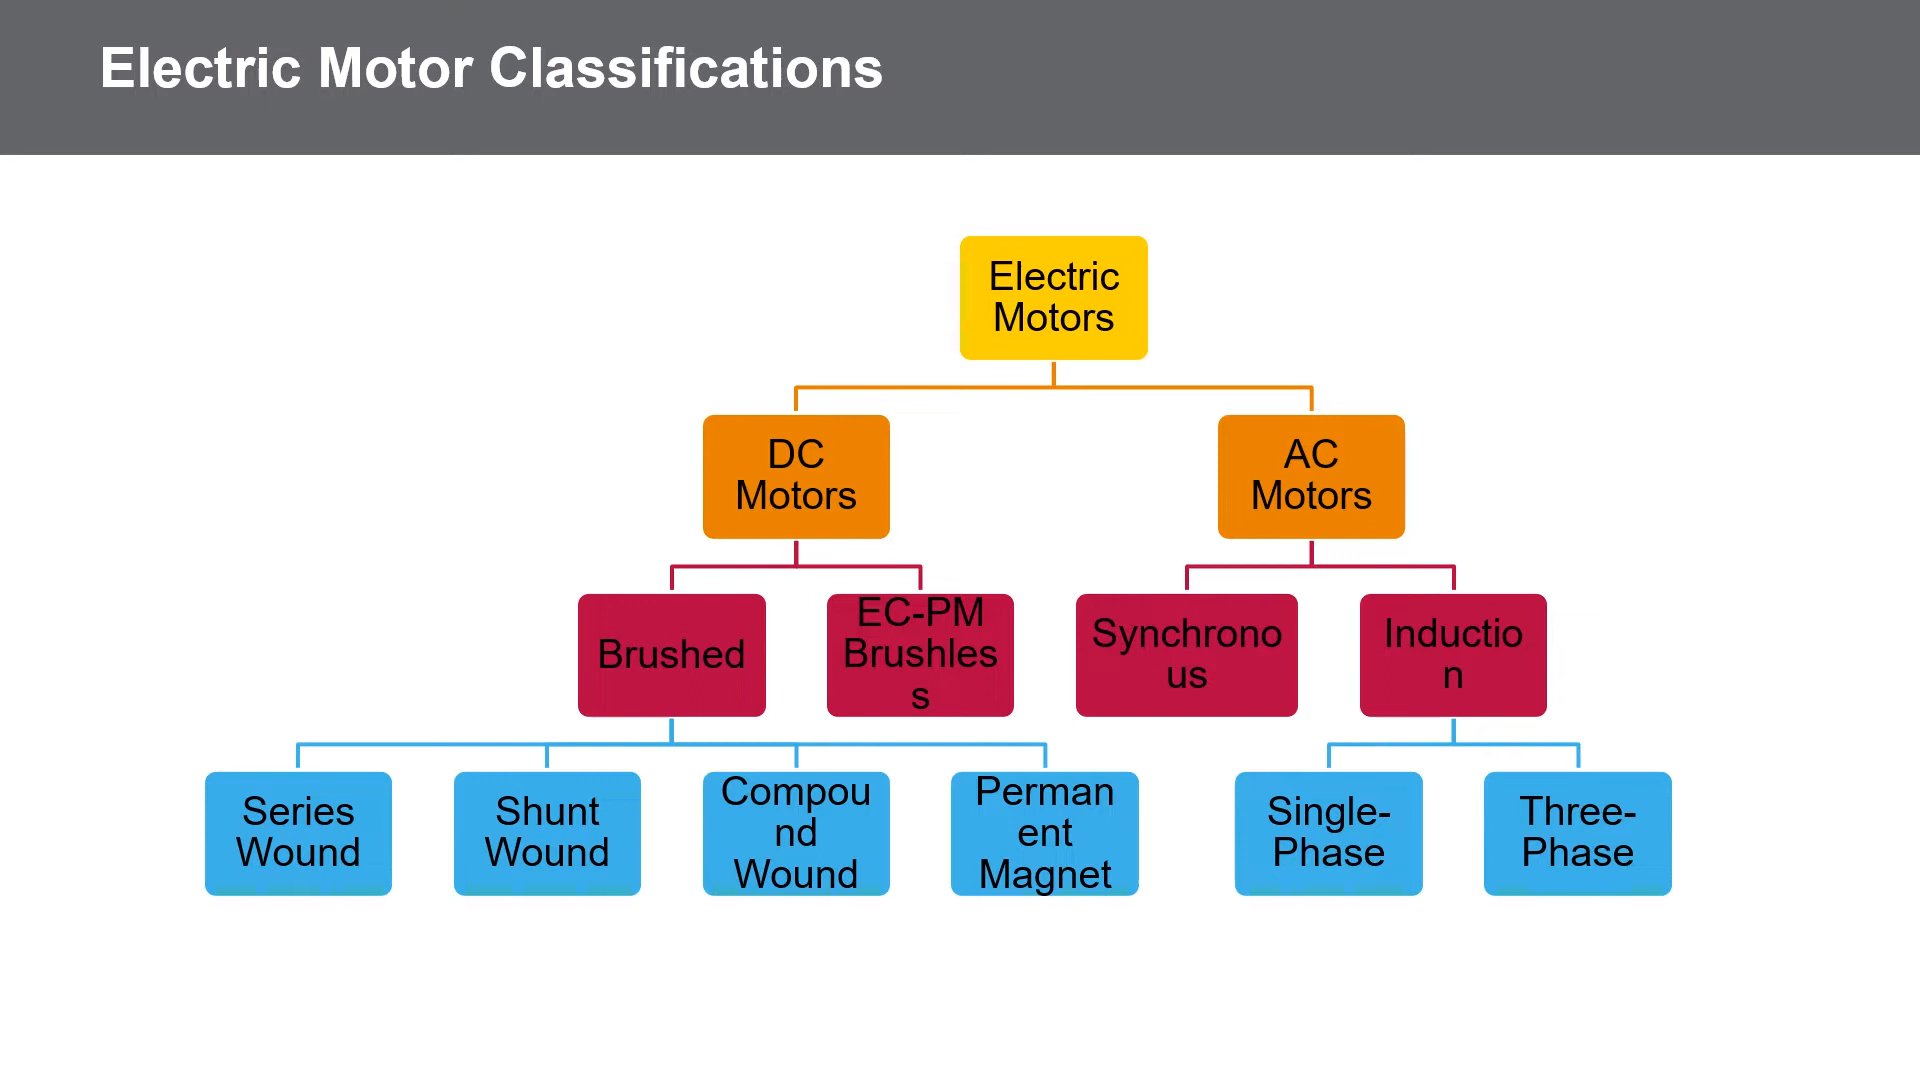 Electric Motor Classifications
Electric
Motors
DC
Motors
AC
Motors
Brushed
EC-PM
Brushles
s
Synchrono
us
Inductio
n
Series
Wound
Shunt
Wound
Compou
nd
Wound
Perman
ent
Magnet
Single-
Phase
Three-
Phase